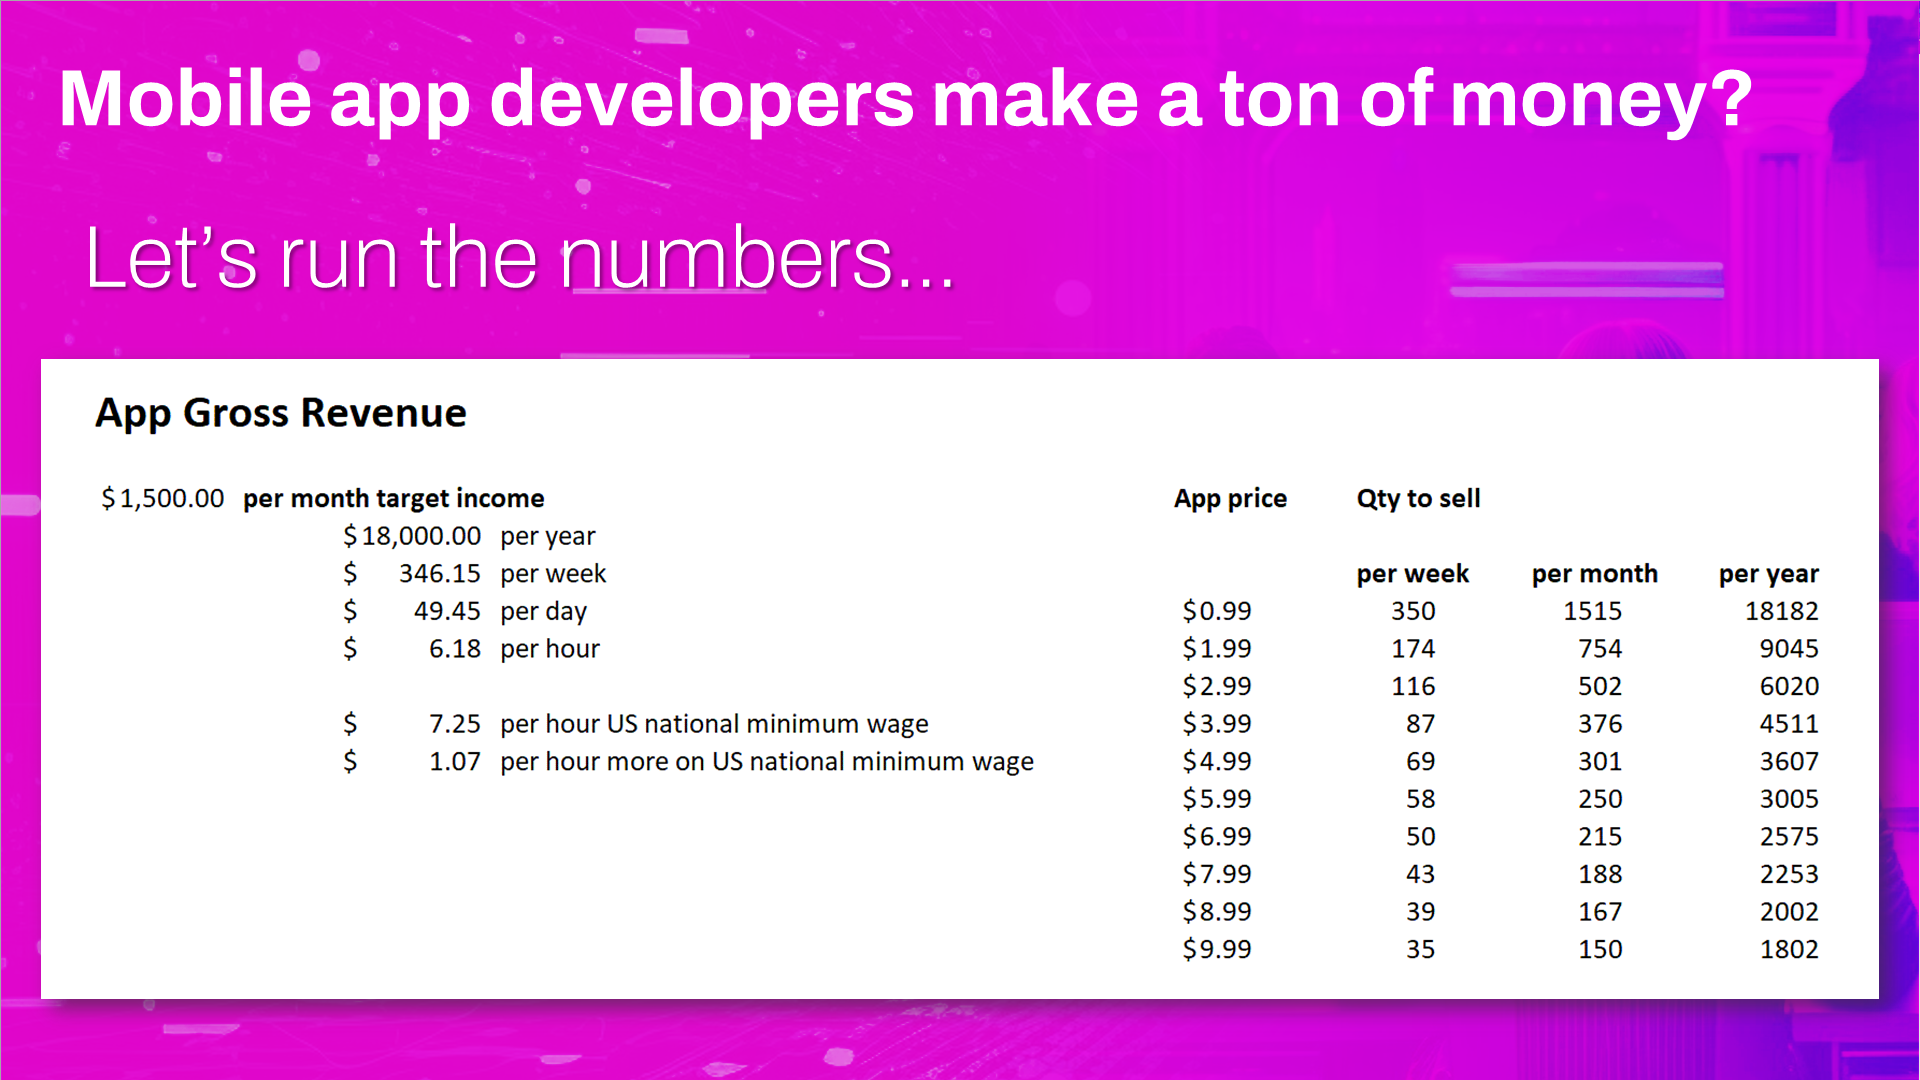 Mobile app developers make a ton of money?
Let’s run the numbers...
App Gross Revenue
$1,500.00 per month target income
$18,000.00 per year
$ 346.15 per week
$ 49.45 per day
$ 6.18 per hour
$ 7.25 per hour US national minimum wage
$ 1.07 per hour more on US national minimum wage
App price Qty to sell
per week per month per year
$0.99 350 1515 18182
$1.99 174 754 9045
$2.99 116 502 6020
$3.99 87 376 4511
$4.99 69 301 3607
$5.99 58 250 3005
$6.99 50 215 2575
$7.99 43 188 2253
$8.99 39 167 2002
$9.99 35 150 1802